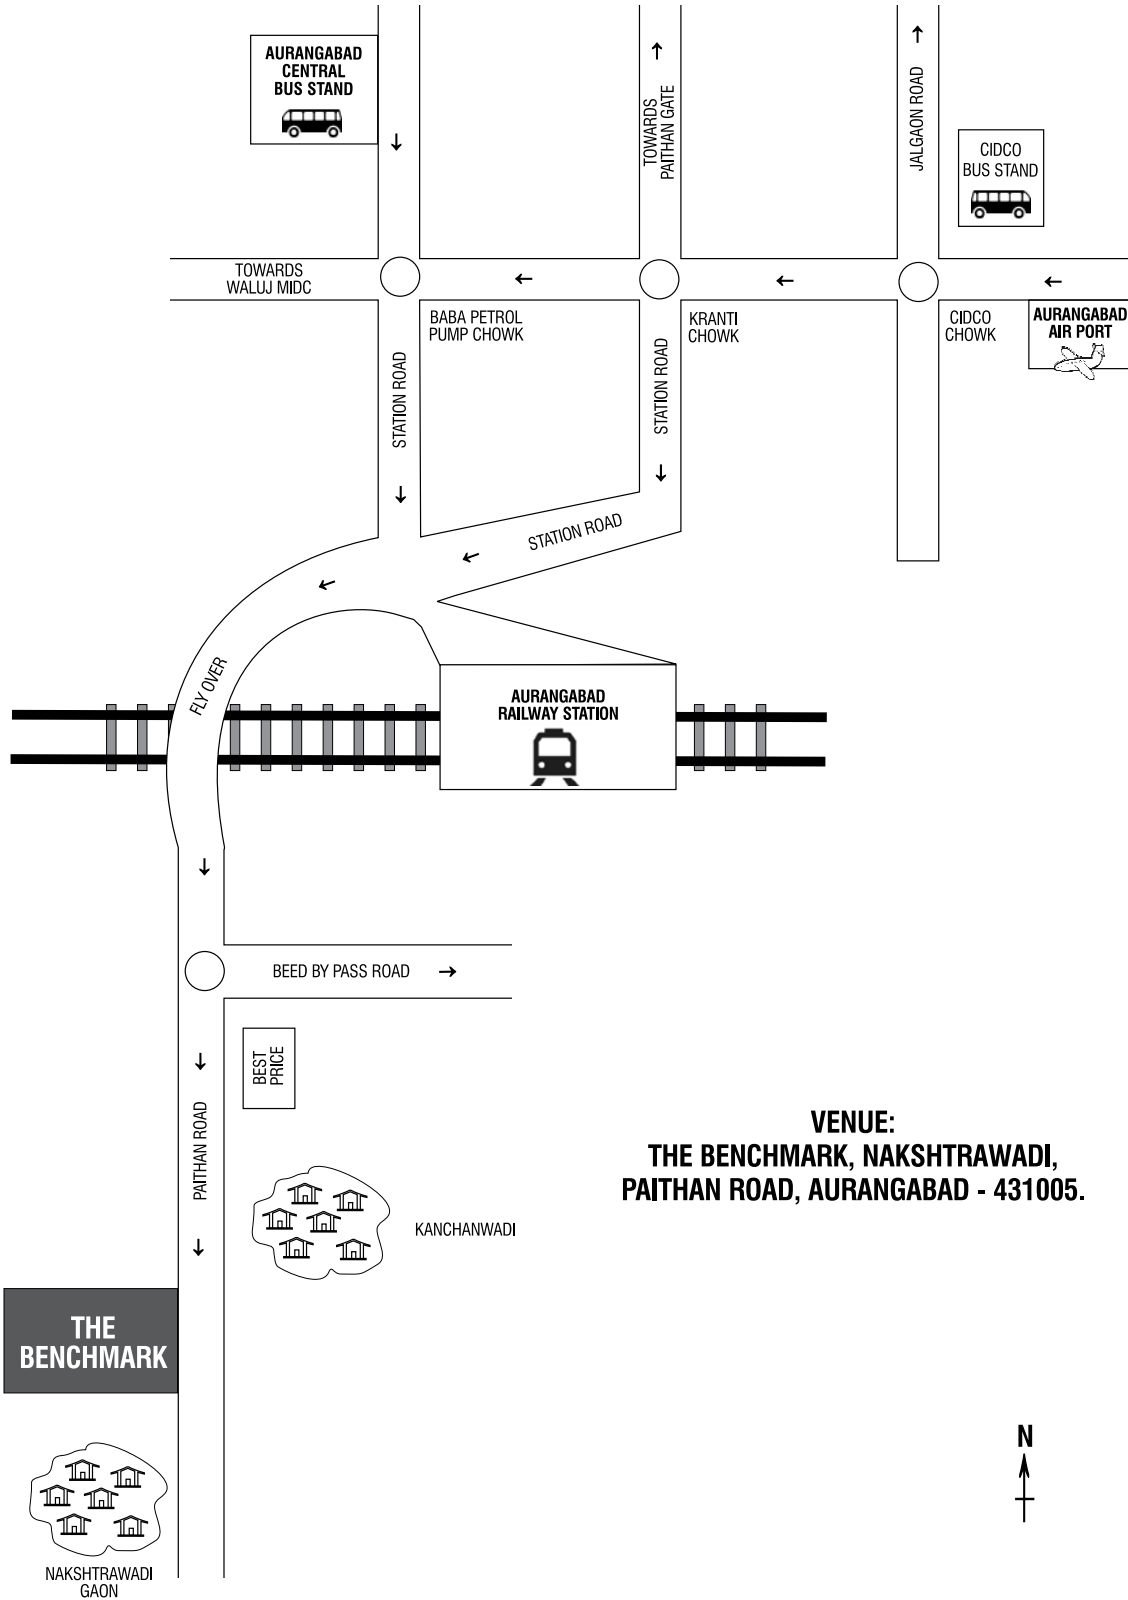 AURANGABAD
CENTRAL
BUS STAND
TOWARDS
PAITHAN GATE
JALGAON ROAD
CIDCO
BUS STAND
TOWARDS
WALUJ MIDC
BABA PETROL
PUMP CHOWK
KRANTI
CHOWK
CIDCO
CHOWK
AURANGABAD
AIR PORT
STATION ROAD
STATION ROAD
STATION ROAD
FLY OVER
AURANGABAD
RAILWAY STATION
BEED BY PASS ROAD
BEST
PRICE
PAITHAN ROAD
VENUE:
THE BENCHMARK, NAKSHTRAWADI,
PAITHAN ROAD, AURANGABAD - 431005.
KANCHANWADI
THE
BENCHMARK
N
NAKSHTRAWADI
GAON